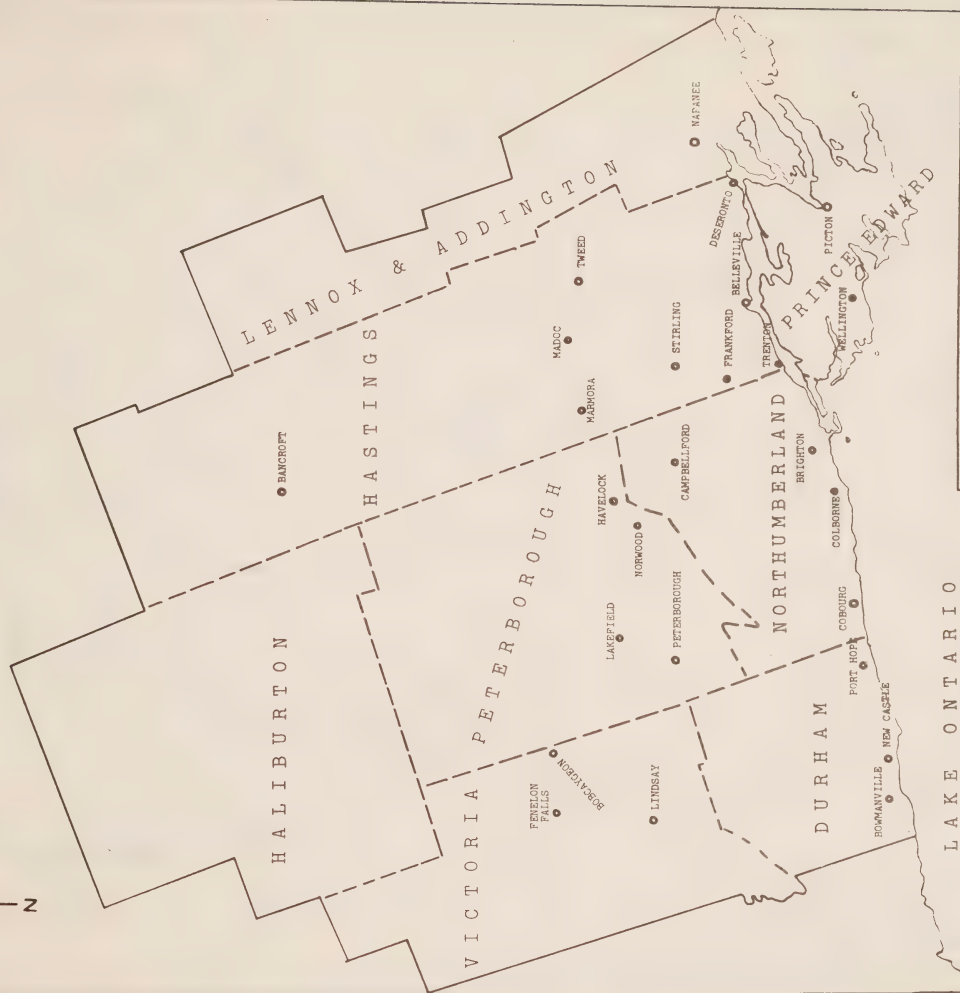 N
HALIBURTON
VICTORIA
PETERBOROUGH
HASTINGS
LENNOX & ADDINGTON
DURHAM
NORTHUMBERLAND
PRINCE EDWARD
LAKE ONTARIO
BANCROFT
FENELON
FALLS
BOBCAYGEON
LINDSAY
LAKEFIELD
PETERBOROUGH
NORWOOD
HAVELOCK
CAMPBELLFORD
MARMORA
MADOC
TWEED
STIRLING
FRANKFORD
TRENTON
BELLEVILLE
DESERONTO
NAPANEE
PICTON
WELLINGTON
BRIGHTON
COLBORNE
COBOURG
PORT HOPE
NEW CASTLE
BOWMANVILLE